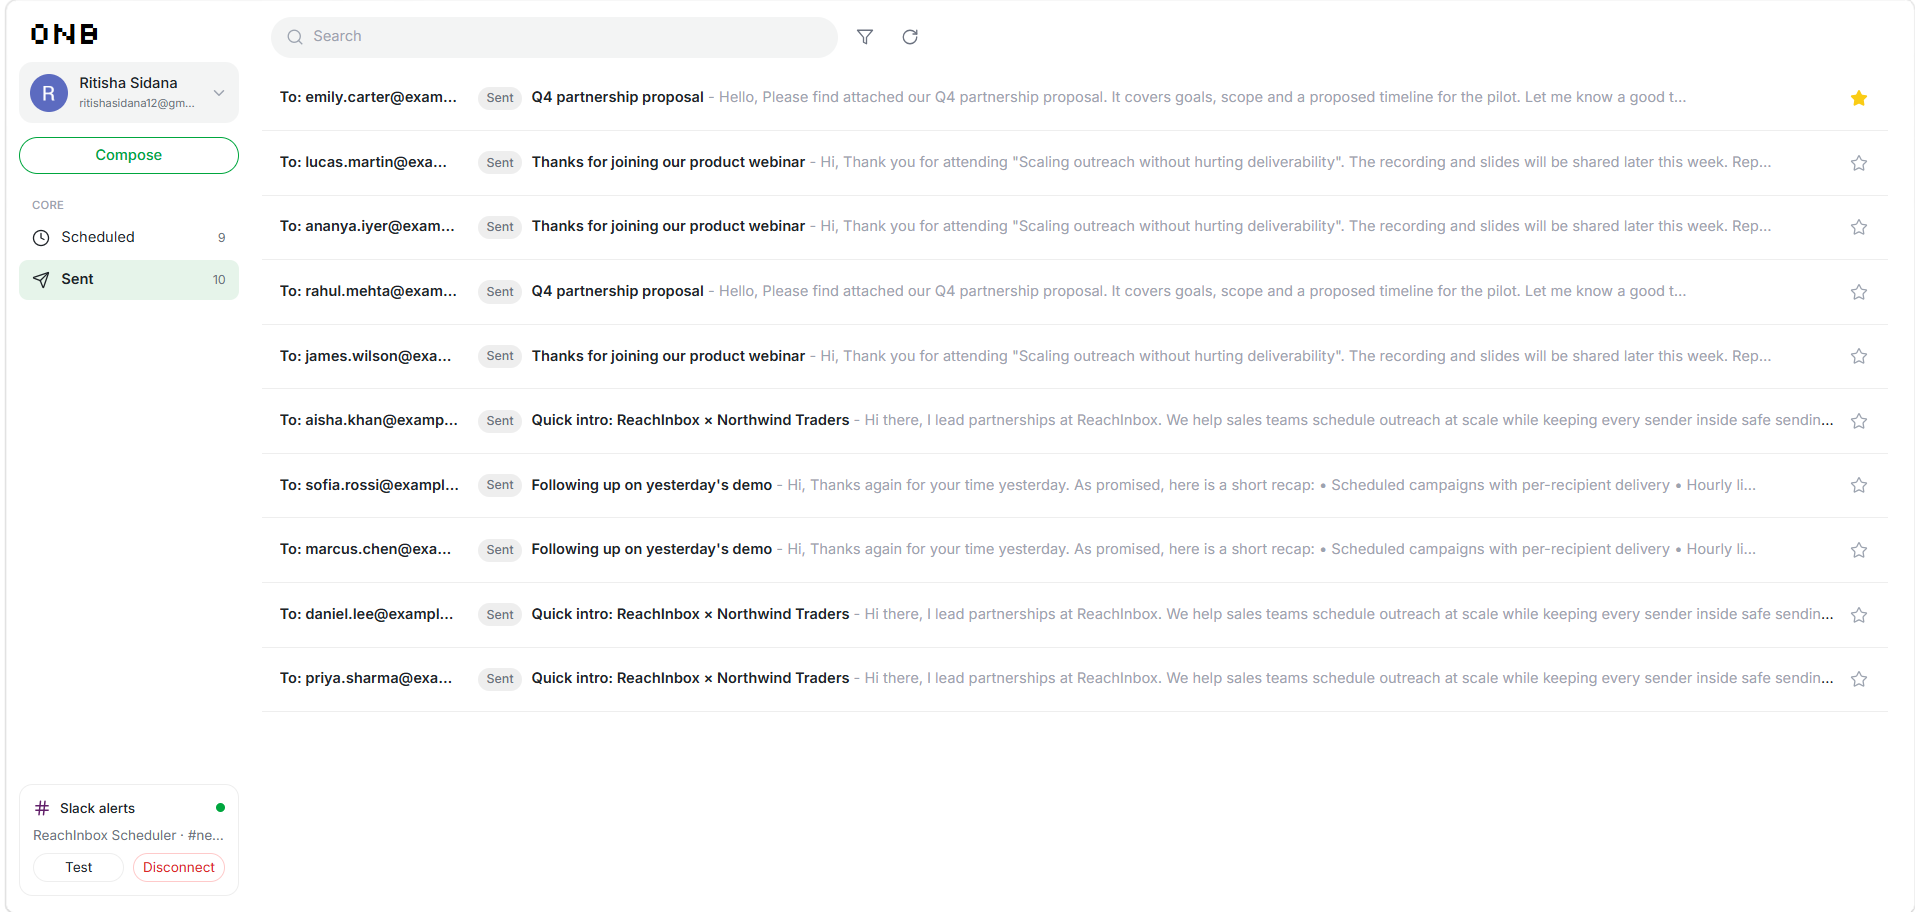 ONB
Search
Ritisha Sidana
R
ritishasidana12@gm...
Compose
CORE
Scheduled 9
Sent 10
To: emily.carter@exam... Sent Q4 partnership proposal - Hello, Please find attached our Q4 partnership proposal. It covers goals, scope and a proposed timeline for the pilot. Let me know a good t...
To: lucas.martin@exa... Sent Thanks for joining our product webinar - Hi, Thank you for attending "Scaling outreach without hurting deliverability". The recording and slides will be shared later this week. Rep...
To: ananya.iyer@exam... Sent Thanks for joining our product webinar - Hi, Thank you for attending "Scaling outreach without hurting deliverability". The recording and slides will be shared later this week. Rep...
To: rahul.mehta@exam... Sent Q4 partnership proposal - Hello, Please find attached our Q4 partnership proposal. It covers goals, scope and a proposed timeline for the pilot. Let me know a good t...
To: james.wilson@exa... Sent Thanks for joining our product webinar - Hi, Thank you for attending "Scaling outreach without hurting deliverability". The recording and slides will be shared later this week. Rep...
To: aisha.khan@examp... Sent Quick intro: ReachInbox × Northwind Traders - Hi there, I lead partnerships at ReachInbox. We help sales teams schedule outreach at scale while keeping every sender inside safe sendin...
To: sofia.rossi@exampl... Sent Following up on yesterday's demo - Hi, Thanks again for your time yesterday. As promised, here is a short recap: • Scheduled campaigns with per-recipient delivery • Hourly li...
To: marcus.chen@exa... Sent Following up on yesterday's demo - Hi, Thanks again for your time yesterday. As promised, here is a short recap: • Scheduled campaigns with per-recipient delivery • Hourly li...
To: daniel.lee@exampl... Sent Quick intro: ReachInbox × Northwind Traders - Hi there, I lead partnerships at ReachInbox. We help sales teams schedule outreach at scale while keeping every sender inside safe sendin...
To: priya.sharma@exa... Sent Quick intro: ReachInbox × Northwind Traders - Hi there, I lead partnerships at ReachInbox. We help sales teams schedule outreach at scale while keeping every sender inside safe sendin...
Slack alerts
ReachInbox Scheduler · #ne...
Test Disconnect